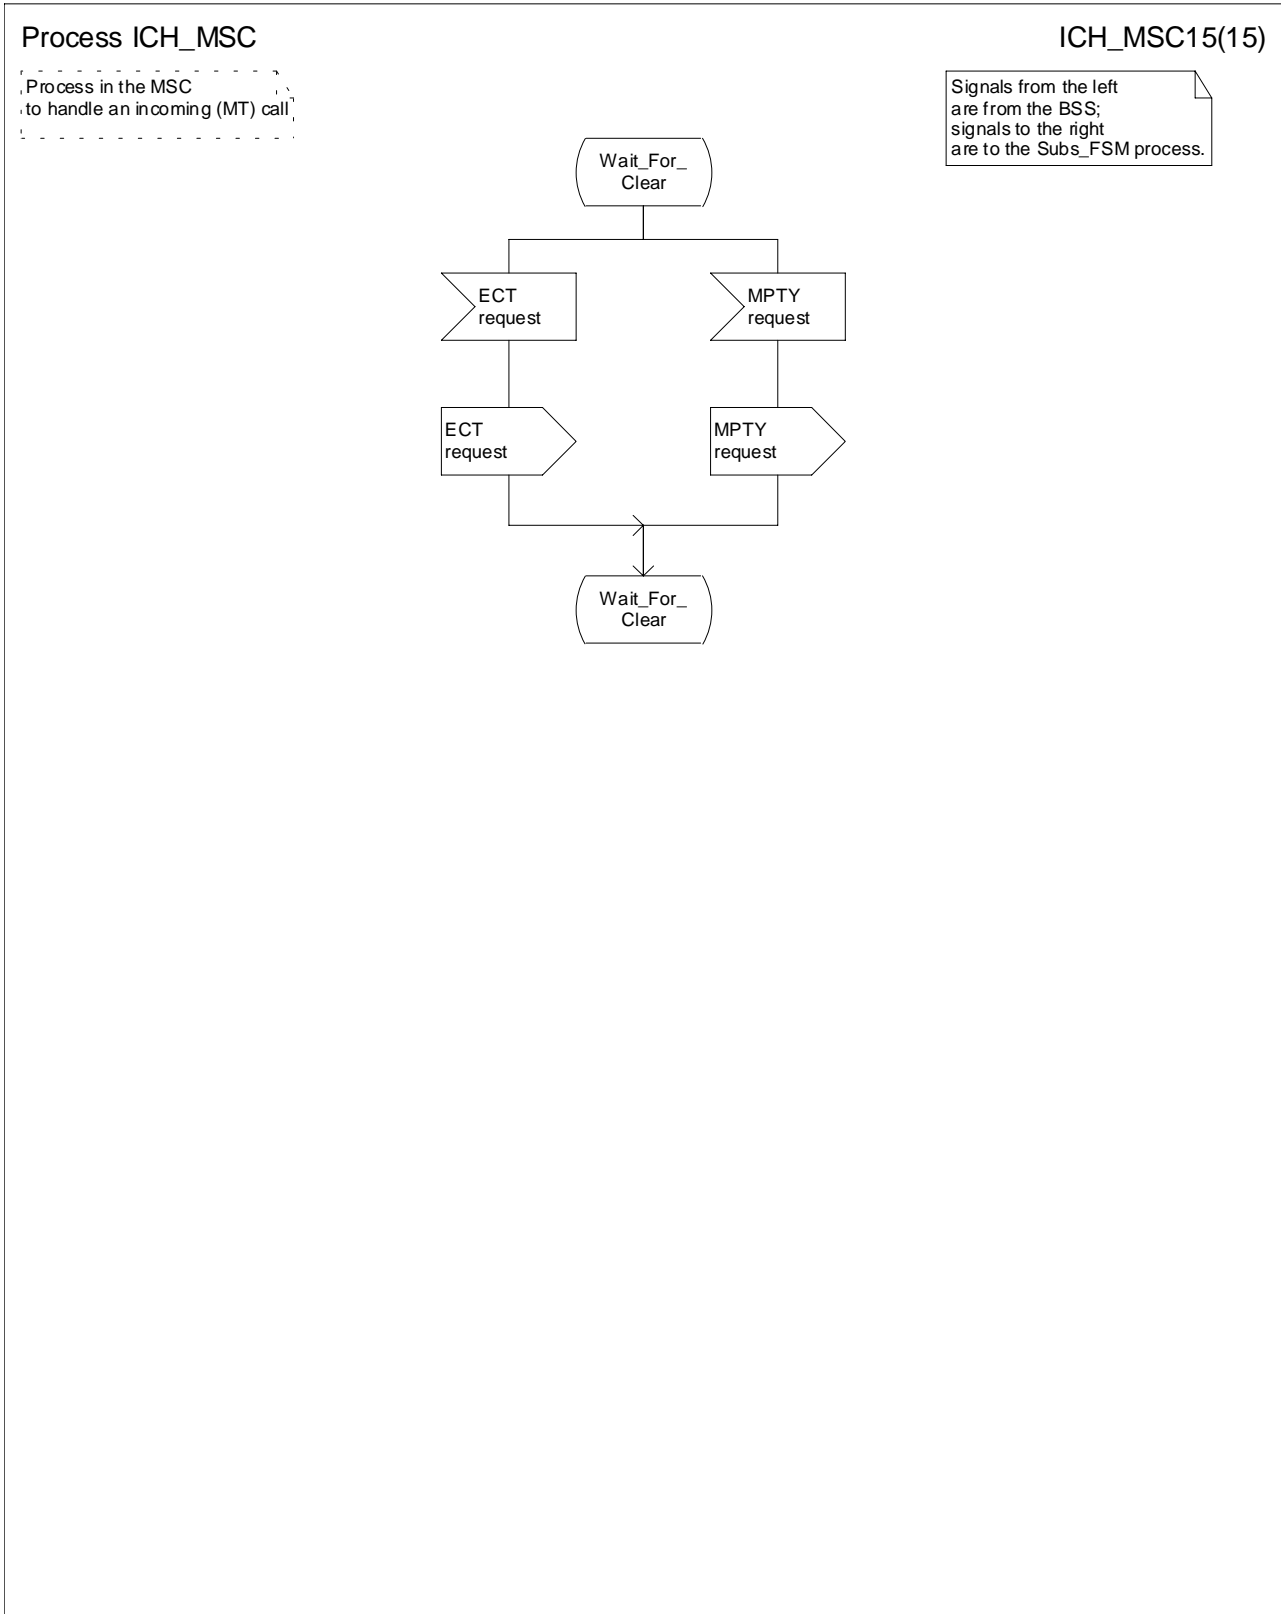 Process ICH_MSC
ICH_MSC15(15)
Process in the MSC
to handle an incoming (MT) call
Signals from the left
are from the BSS;
signals to the right
are to the Subs_FSM process.
Wait_For_
Clear
ECT
request
MPTY
request
ECT
request
MPTY
request
Wait_For_
Clear